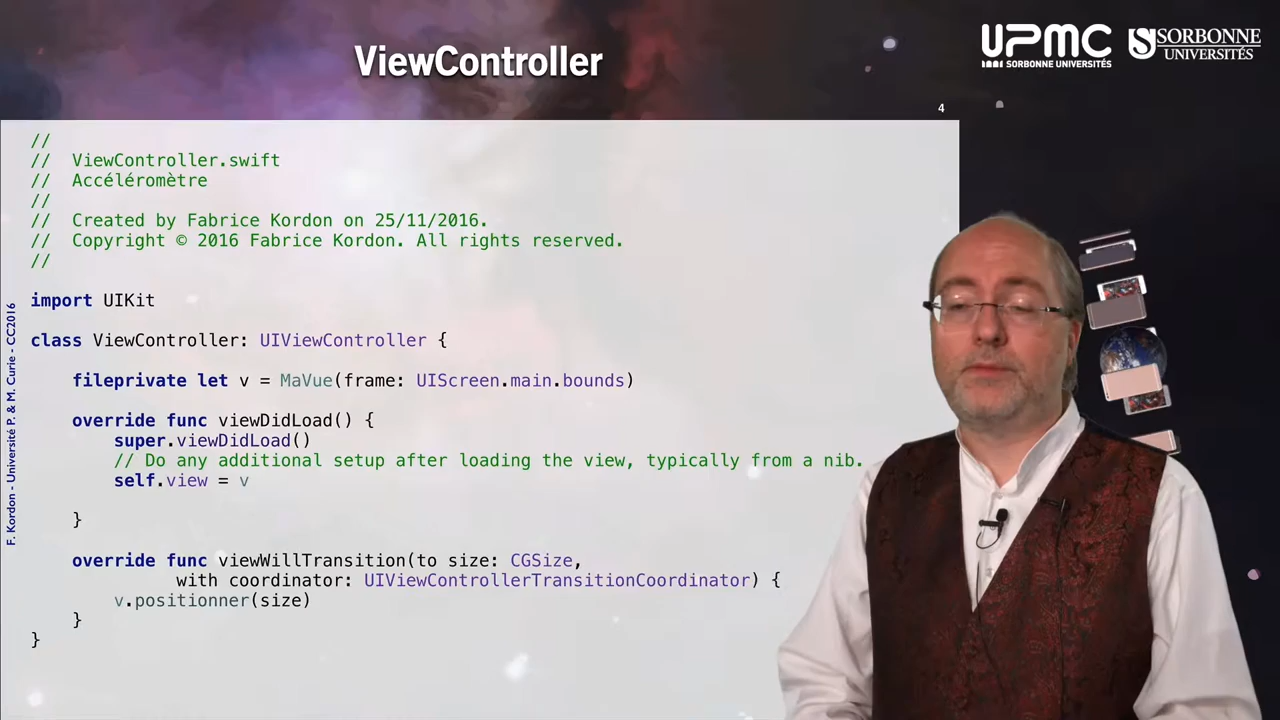 ViewController
UPMC
SORBONNE UNIVERSITÉS
SORBONNE
UNIVERSITÉS
4
//
//  ViewController.swift
//  Accéléromètre
//
//  Created by Fabrice Kordon on 25/11/2016.
//  Copyright © 2016 Fabrice Kordon. All rights reserved.
//
import UIKit
class ViewController: UIViewController {
    fileprivate let v = MaVue(frame: UIScreen.main.bounds)
    override func viewDidLoad() {
        super.viewDidLoad()
        // Do any additional setup after loading the view, typically from a nib.
        self.view = v
    }
    override func viewWillTransition(to size: CGSize,
              with coordinator: UIViewControllerTransitionCoordinator) {
        v.positionner(size)
    }
}
F. Kordon - Université P. & M. Curie - CC2016